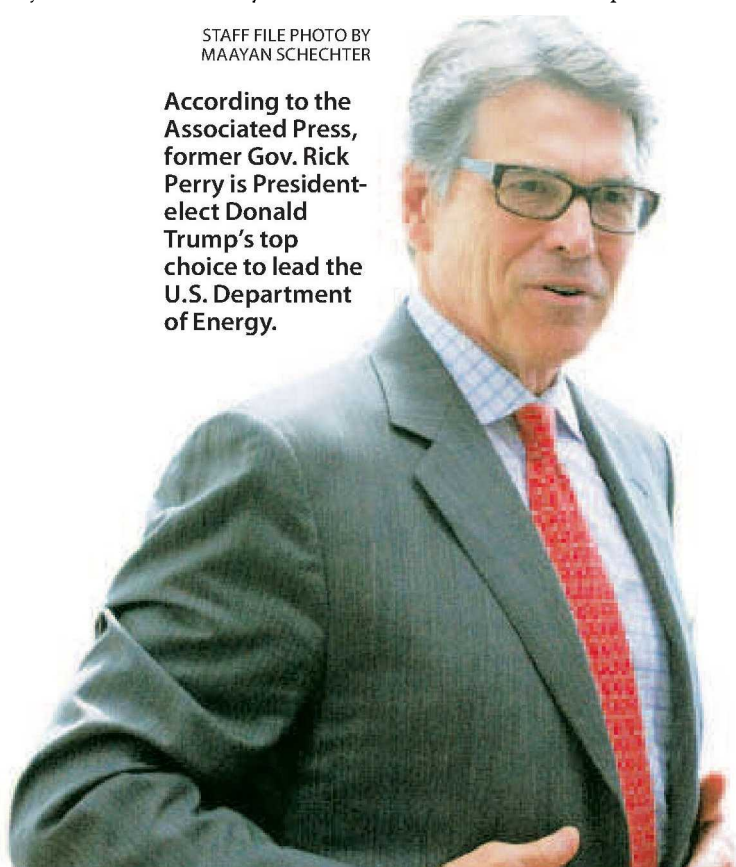 STAFF FILE PHOTO BY
MAAYAN SCHECHTER
According to the
Associated Press,
former Gov. Rick
Perry is President-
elect Donald
Trump's top
choice to lead the
U.S. Department
of Energy.